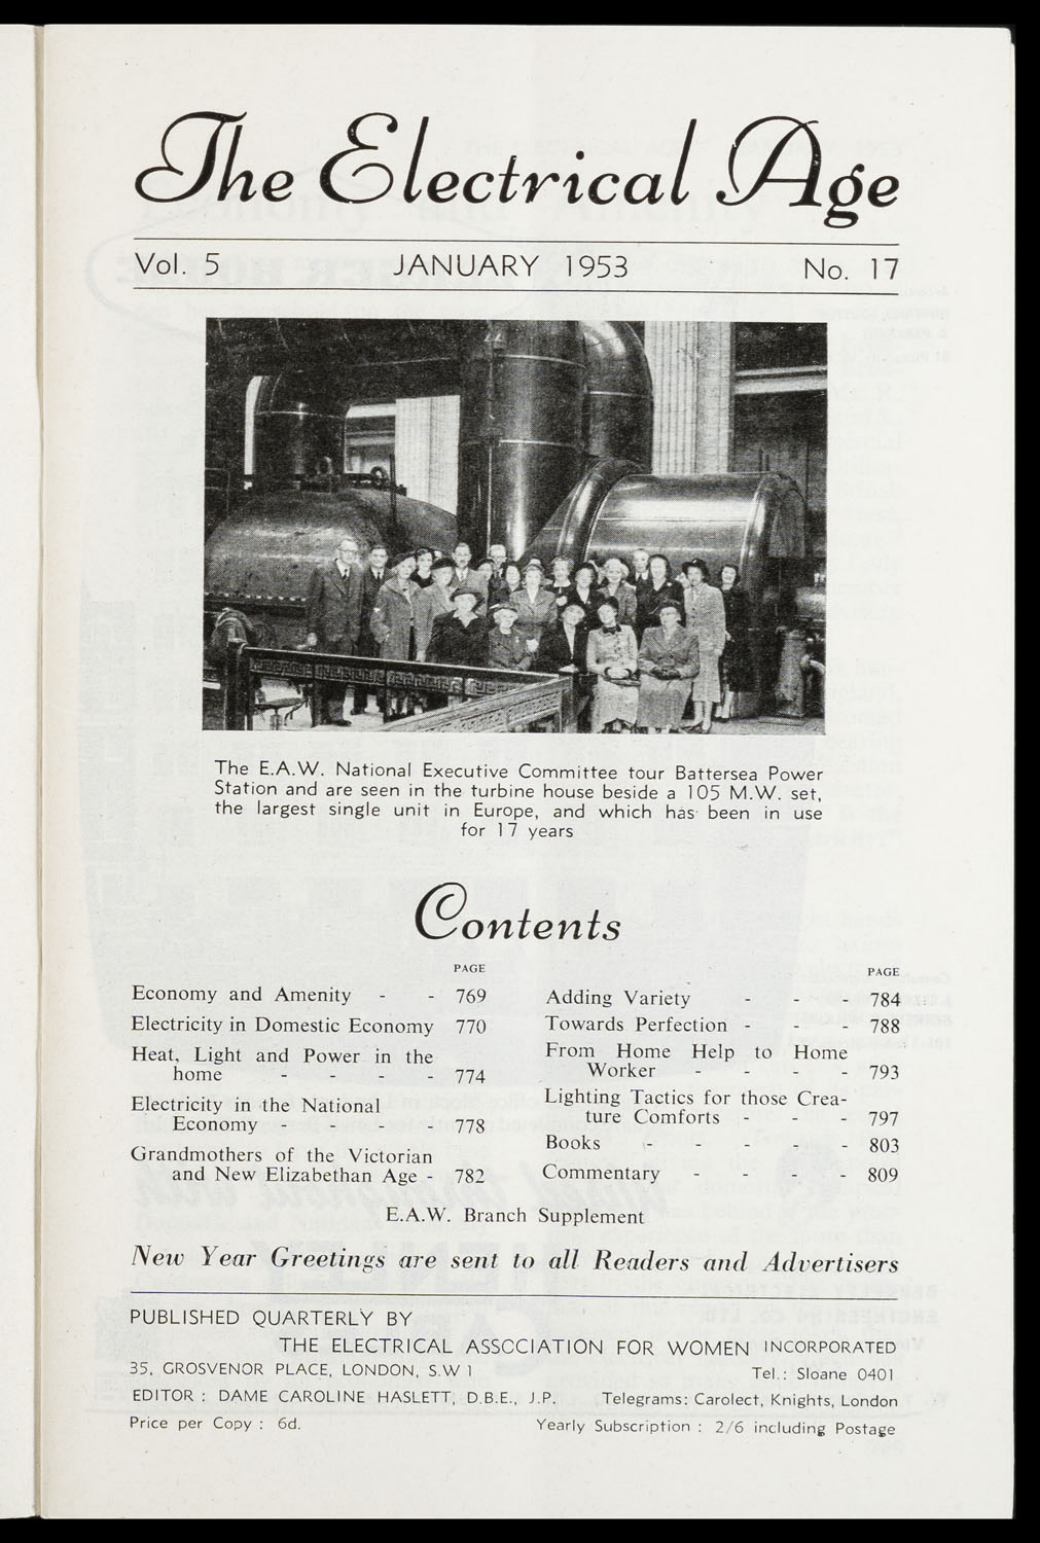 The Electrical Age
Vol. 5 JANUARY 1953 No. 17
The E.A.W. National Executive Committee tour Battersea Power
Station and are seen in the turbine house beside a 105 M.W. set,
the largest single unit in Europe, and which has been in use
for 17 years
Contents
PAGE
Economy and Amenity - - 769
Electricity in Domestic Economy 770
Heat, Light and Power in the
home - - - - 774
Electricity in the National
Economy - - - - 778
Grandmothers of the Victorian
and New Elizabethan Age - 782
PAGE
Adding Variety - - - 784
Towards Perfection - - - 788
From Home Help to Home
Worker - - - - 793
Lighting Tactics for those Crea-
ture Comforts - - - 797
Books - - - - - 803
Commentary - - - - 809
E.A.W. Branch Supplement
New Year Greetings are sent to all Readers and Advertisers
PUBLISHED QUARTERLY BY
THE ELECTRICAL ASSCCIATION FOR WOMEN INCORPORATED
35, GROSVENOR PLACE, LONDON, S.W 1 Tel.: Sloane 0401
EDITOR : DAME CAROLINE HASLETT, D.B.E., J.P. Telegrams: Carolect, Knights, London
Price per Copy : 6d. Yearly Subscription : 2/6 including Postage